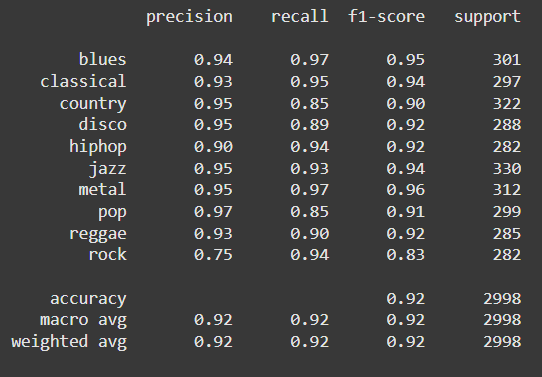 precision recall f1-score support
blues 0.94 0.97 0.95 301
classical 0.93 0.95 0.94 297
country 0.95 0.85 0.90 322
disco 0.95 0.89 0.92 288
hiphop 0.90 0.94 0.92 282
jazz 0.95 0.93 0.94 330
metal 0.95 0.97 0.96 312
pop 0.97 0.85 0.91 299
reggae 0.93 0.90 0.92 285
rock 0.75 0.94 0.83 282
accuracy 0.92 2998
macro avg 0.92 0.92 0.92 2998
weighted avg 0.92 0.92 0.92 2998